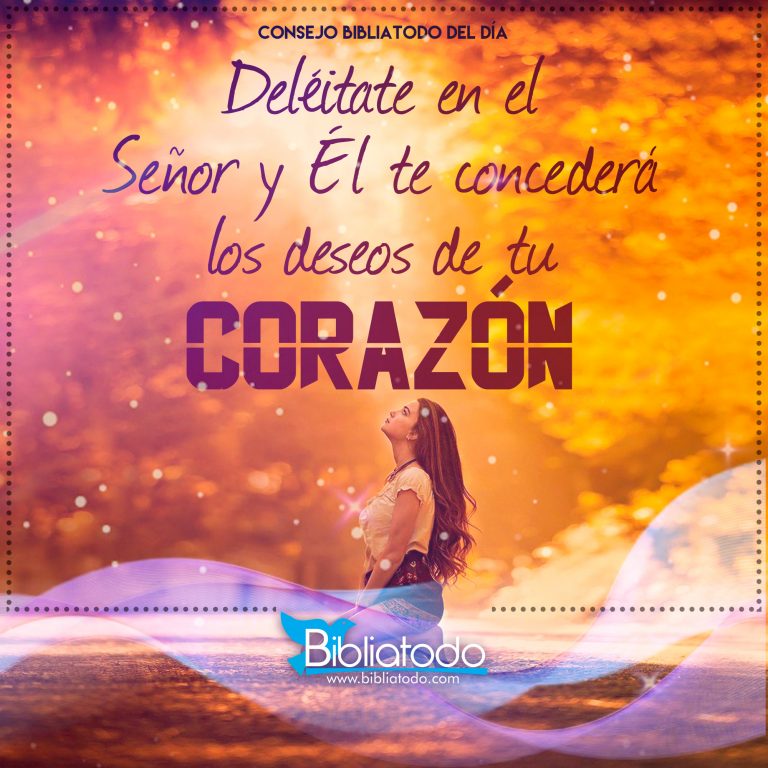 CONSEJO BIBLIATODO DEL DÍA
Deléitate en el
Señor y Él te concederá
los deseos de tu
CORAZÓN
Bibliatodo
www.bibliatodo.com